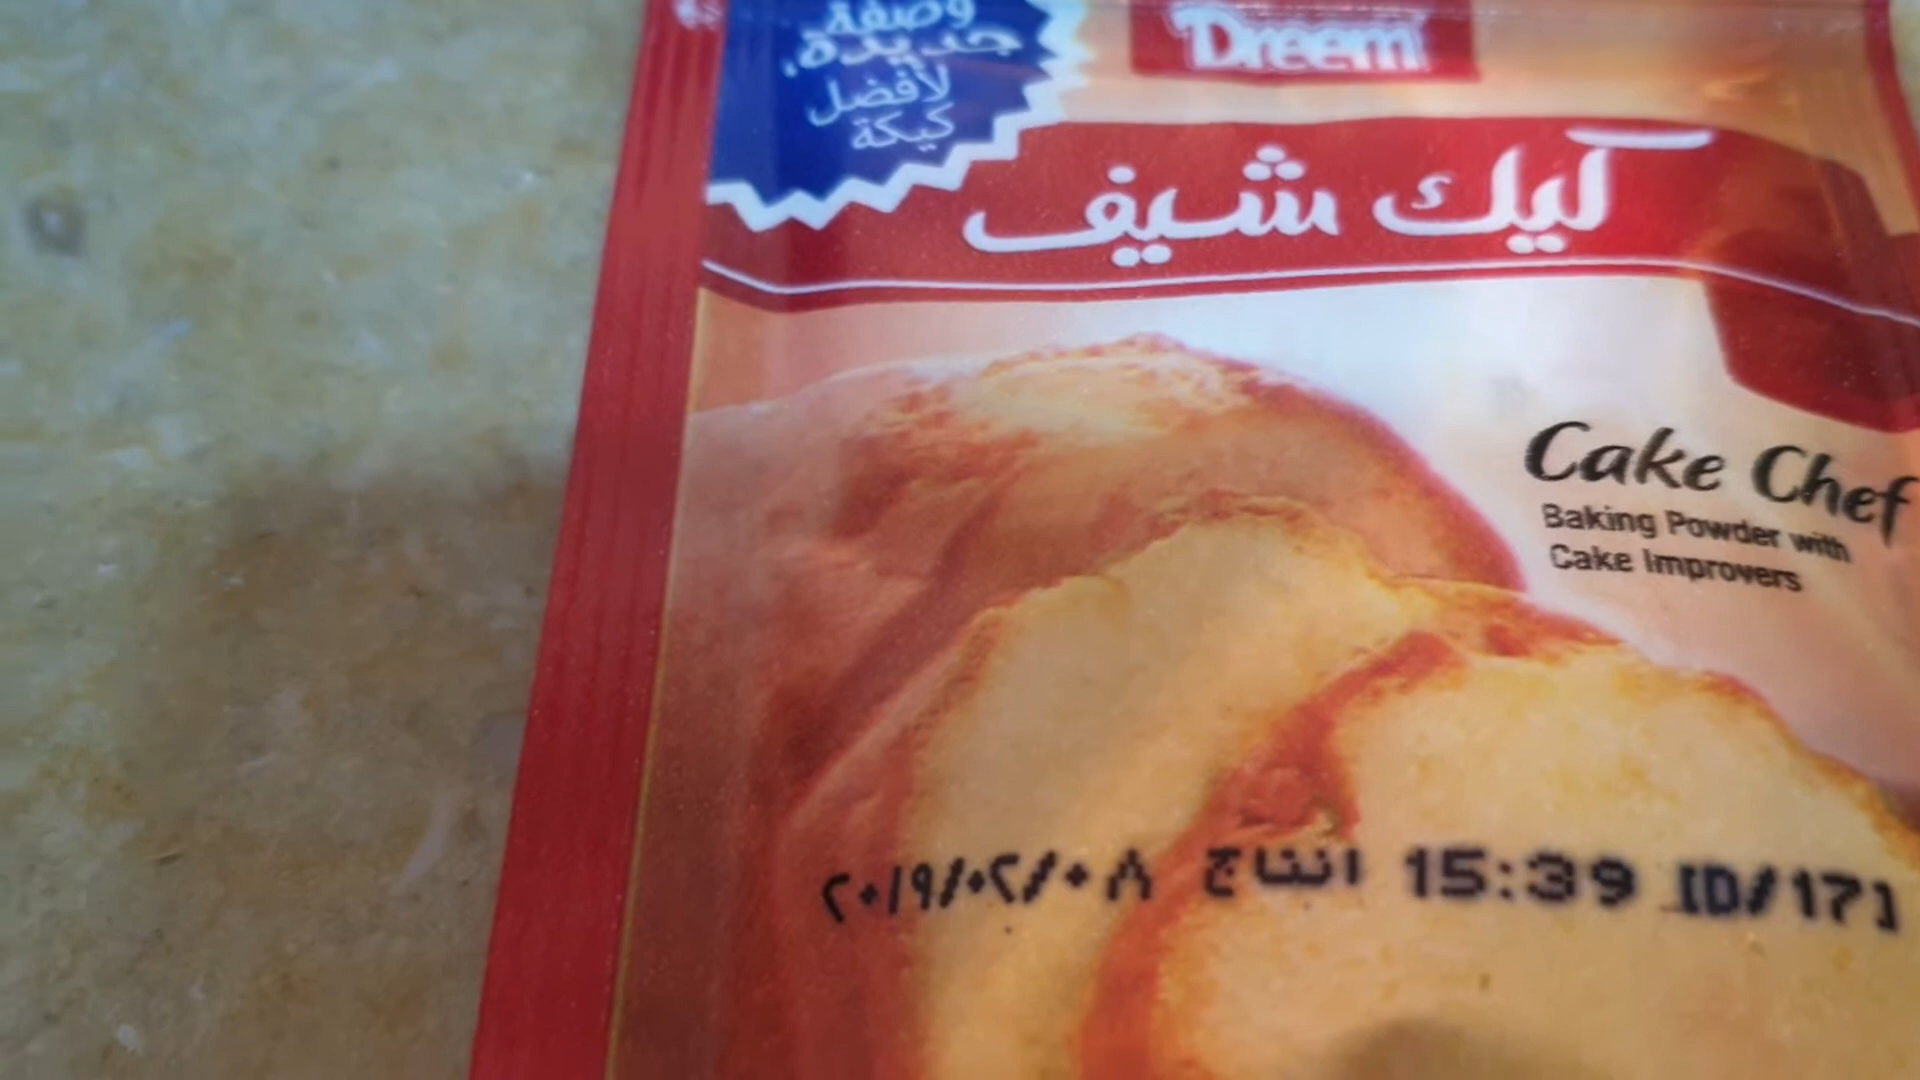 وصفة
جديدة،
لأفضل
كيكة
Dreem
كيك شيف
Cake Chef
Baking Powder with
Cake Improvers
٢٠١٩/٠٢/٠٨ انتاج 15:39 [D/17]